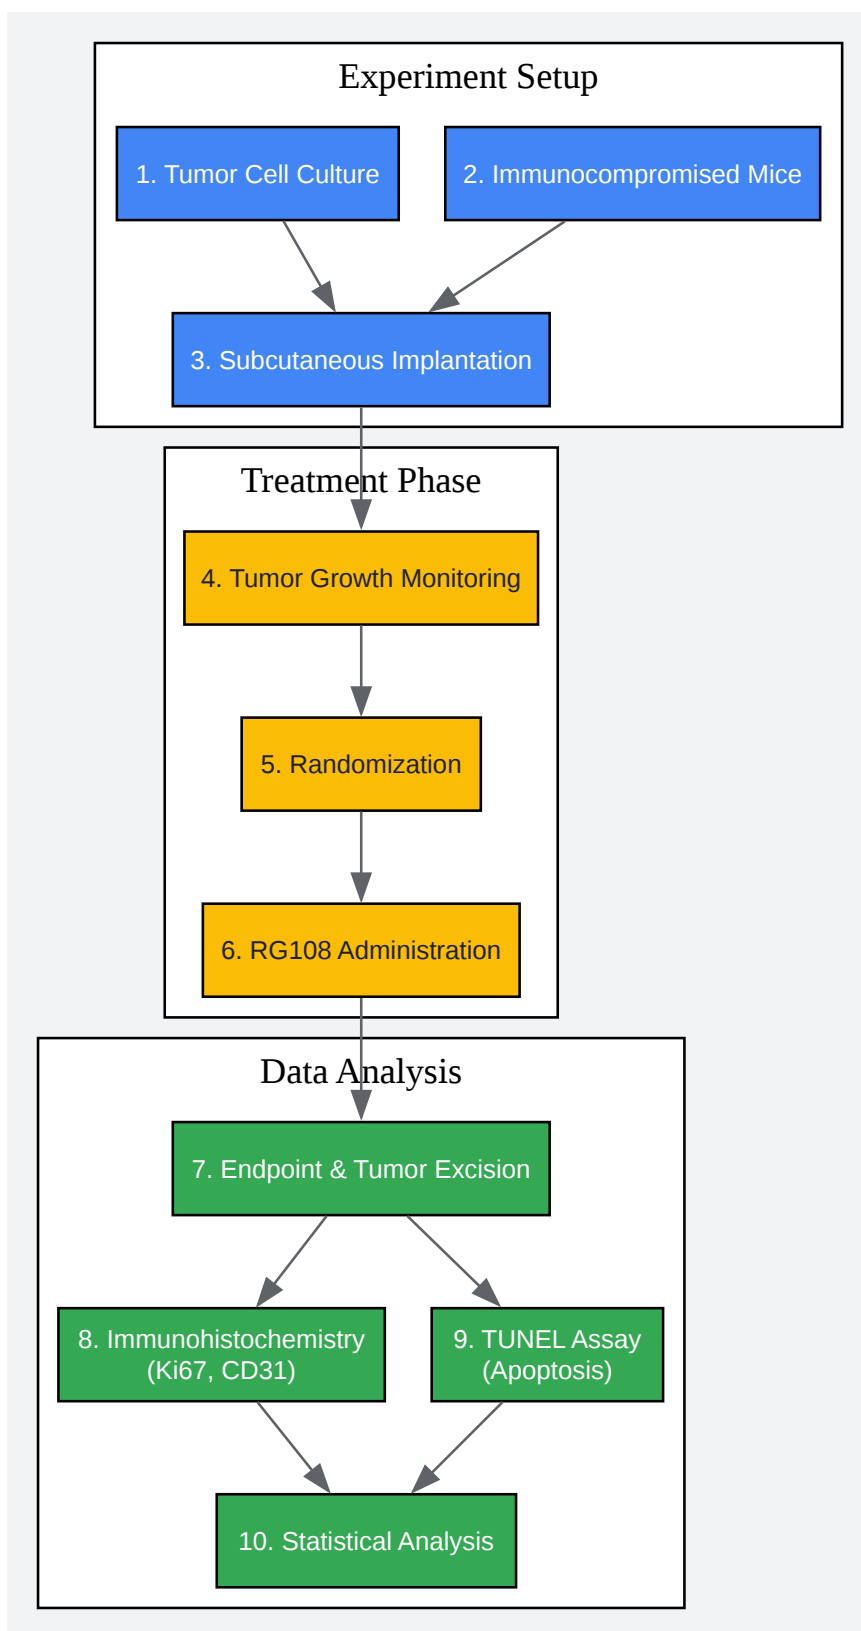 Experiment Setup
1. Tumor Cell Culture
2. Immunocompromised Mice
3. Subcutaneous Implantation
Treatment Phase
4. Tumor Growth Monitoring
5. Randomization
6. RG108 Administration
Data Analysis
7. Endpoint & Tumor Excision
8. Immunohistochemistry
(Ki67, CD31)
9. TUNEL Assay
(Apoptosis)
10. Statistical Analysis